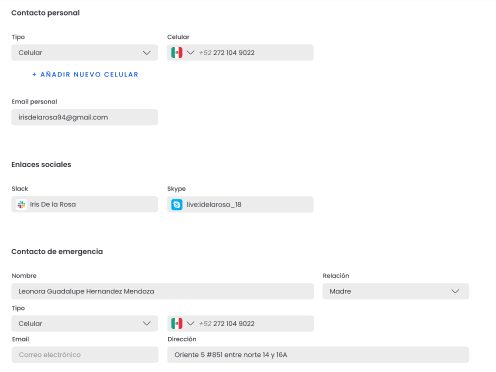 Contacto personal
Tipo
Celular
Celular
+52 272 104 9022
+ AÑADIR NUEVO CELULAR
Email personal
irisdelarosa94@gmail.com
Enlaces sociales
Slack
Skype
Iris De la Rosa
live:idelarosa_18
Contacto de emergencia
Nombre
Relación
Leonora Guadalupe Hernandez Mendoza
Madre
Tipo
Celular
+52 272 104 9022
Email
Dirección
Correo electrónico
Oriente 5 #851 entre norte 14 y 16A